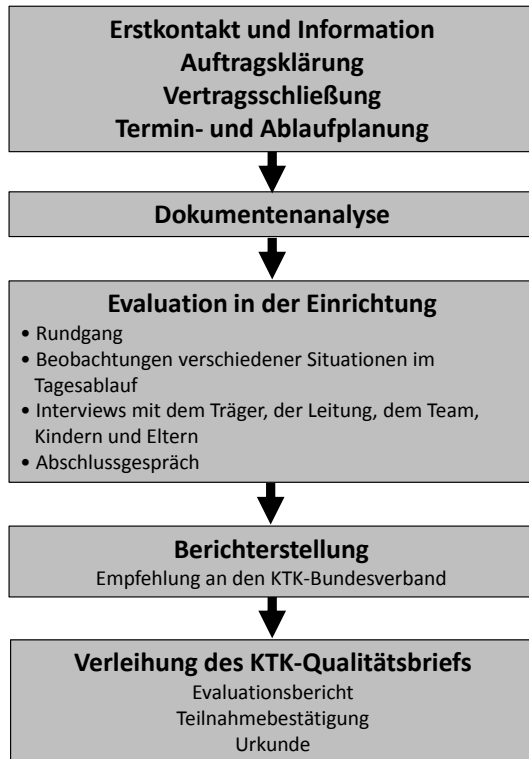 Erstkontakt und Information
Auftragsklärung
Vertragsschließung
Termin- und Ablaufplanung
Dokumentenanalyse
Evaluation in der Einrichtung
• Rundgang
• Beobachtungen verschiedener Situationen im
Tagesablauf
• Interviews mit dem Träger, der Leitung, dem Team,
Kindern und Eltern
• Abschlussgespräch
Berichterstellung
Empfehlung an den KTK-Bundesverband
Verleihung des KTK-Qualitätsbriefs
Evaluationsbericht
Teilnahmebestätigung
Urkunde